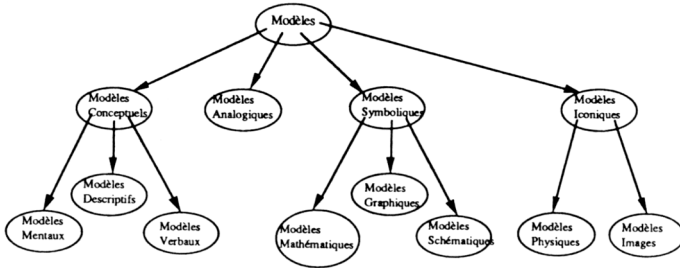 Modèles
Modèles
Conceptuels
Modèles
Analogiques
Modèles
Symboliques
Modèles
Iconiques
Modèles
Descriptifs
Modèles
Graphiques
Modèles
Mentaux
Modèles
Verbaux
Modèles
Mathématiques
Modèles
Schématiques
Modèles
Physiques
Modèles
Images